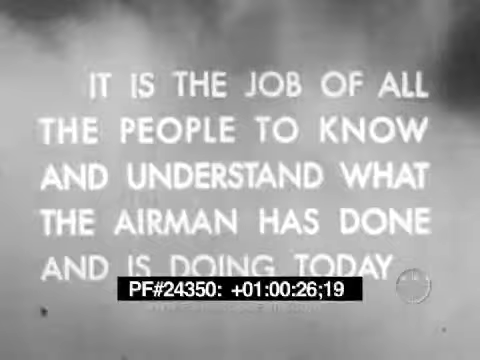 IT IS THE JOB OF ALL
THE PEOPLE TO KNOW
AND UNDERSTAND WHAT
THE AIRMAN HAS DONE
AND IS DOING TODAY
PF#24350: +01:00:26;19